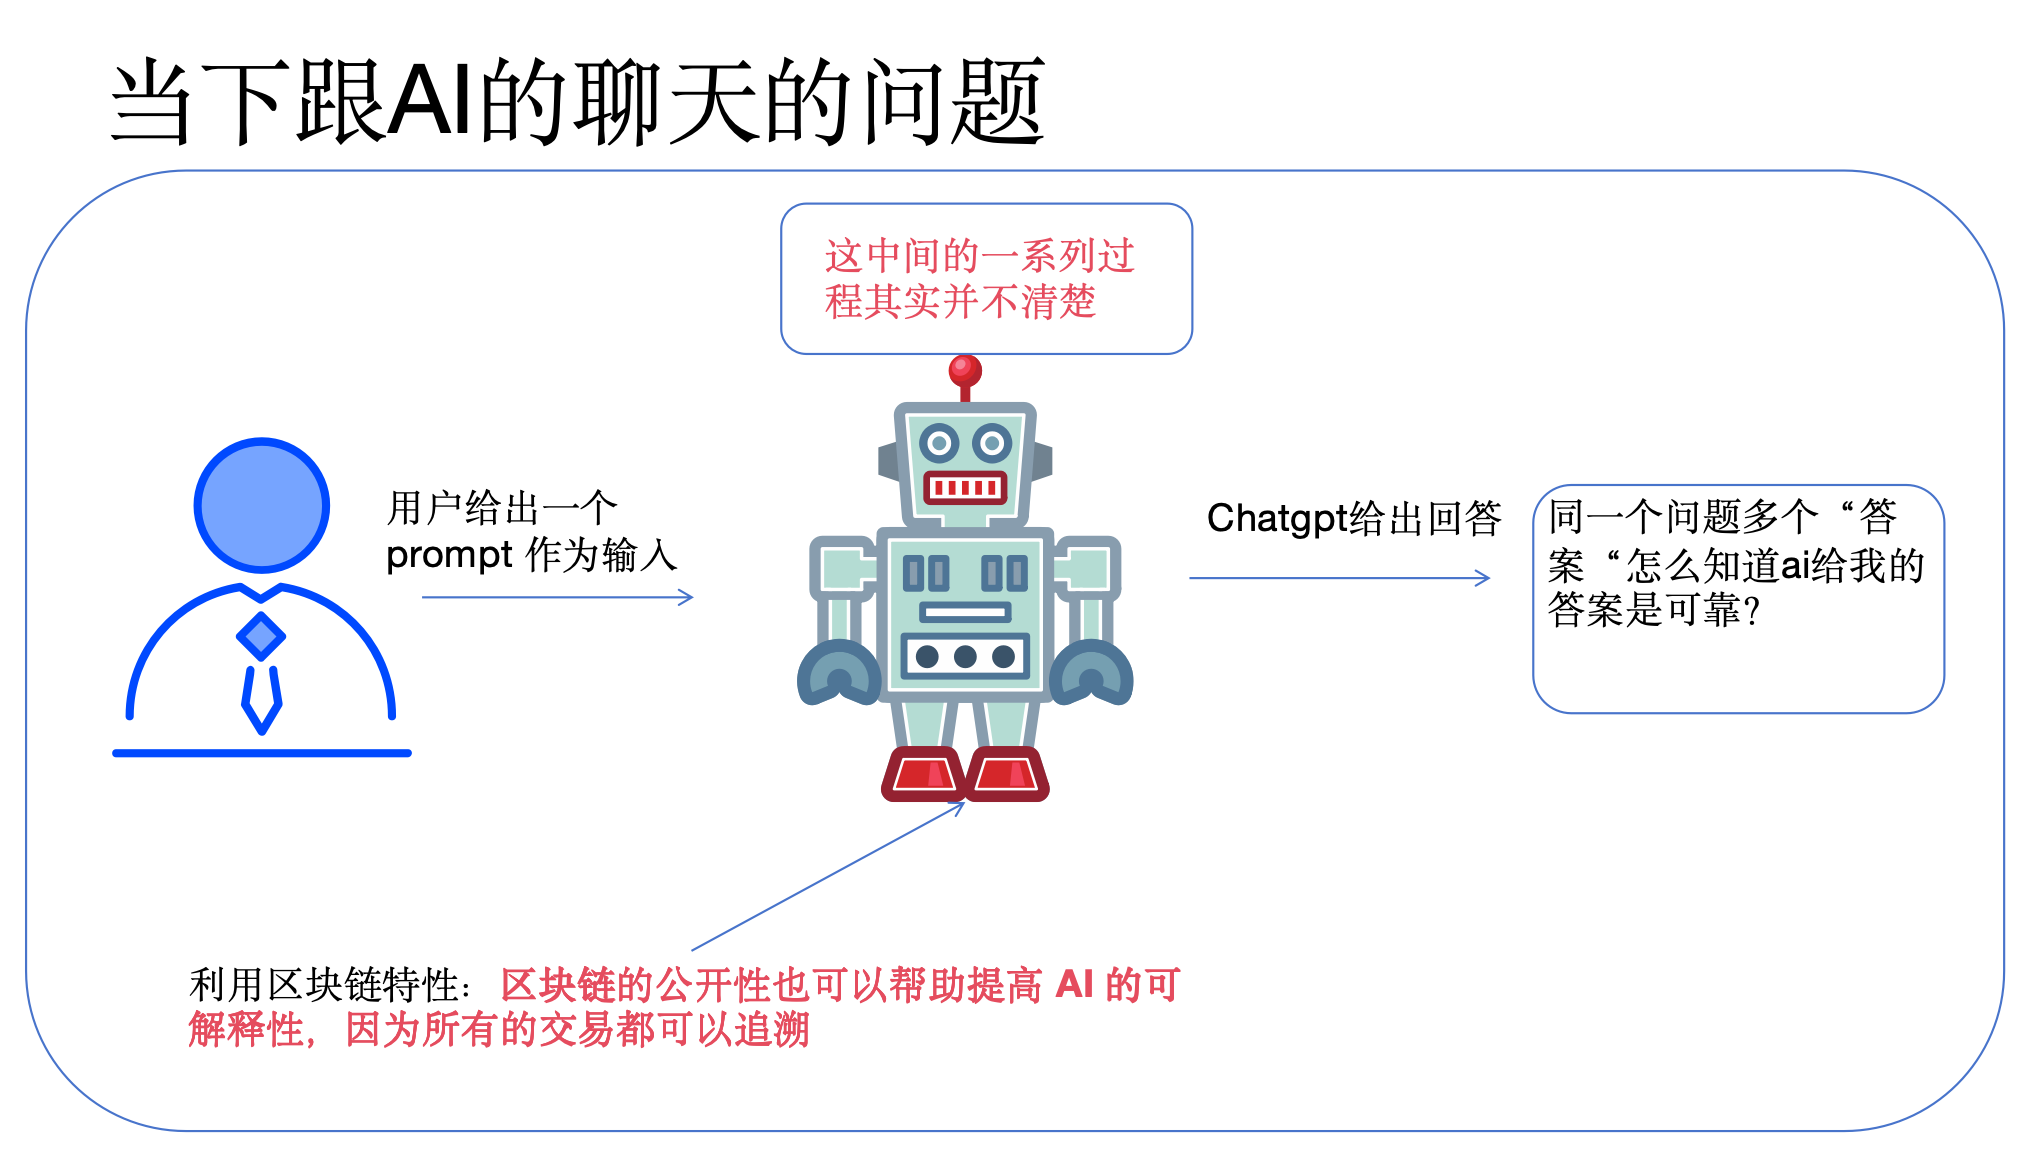 当下跟AI的聊天的问题
这中间的一系列过
程其实并不清楚
用户给出一个
prompt 作为输入
Chatgpt给出回答
同一个问题多个“答
案“怎么知道ai给我的
答案是可靠？
利用区块链特性：区块链的公开性也可以帮助提高 AI 的可
解释性，因为所有的交易都可以追溯